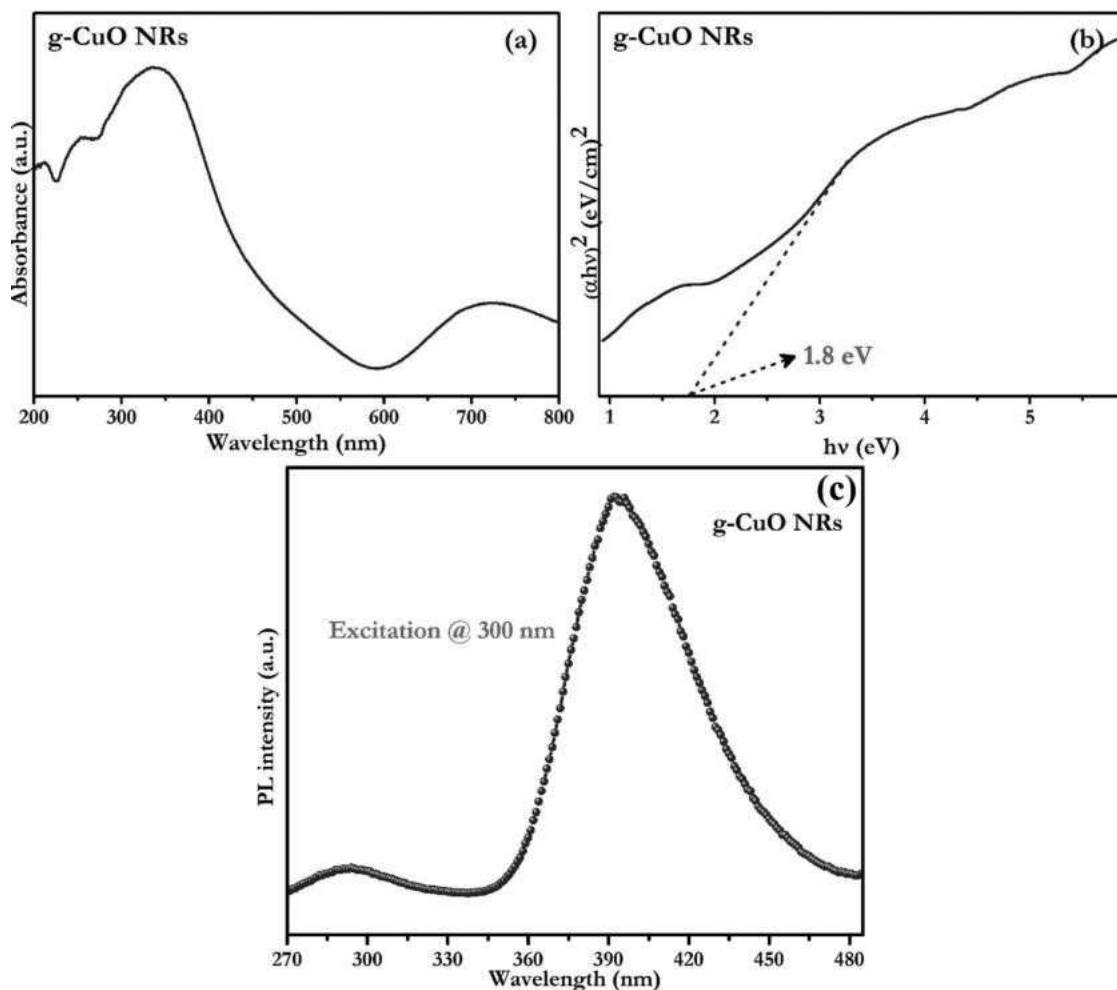 g-CuO NRs
(a)
Absorbance (a.u.)
200 300 400 500 600 700 800
Wavelength (nm)
g-CuO NRs
(b)
(αhν)² (eV/cm)²
1.8 eV
1 2 3 4 5
hν (eV)
(c)
g-CuO NRs
Excitation @ 300 nm
PL intensity (a.u.)
270 300 330 360 390 420 450 480
Wavelength (nm)